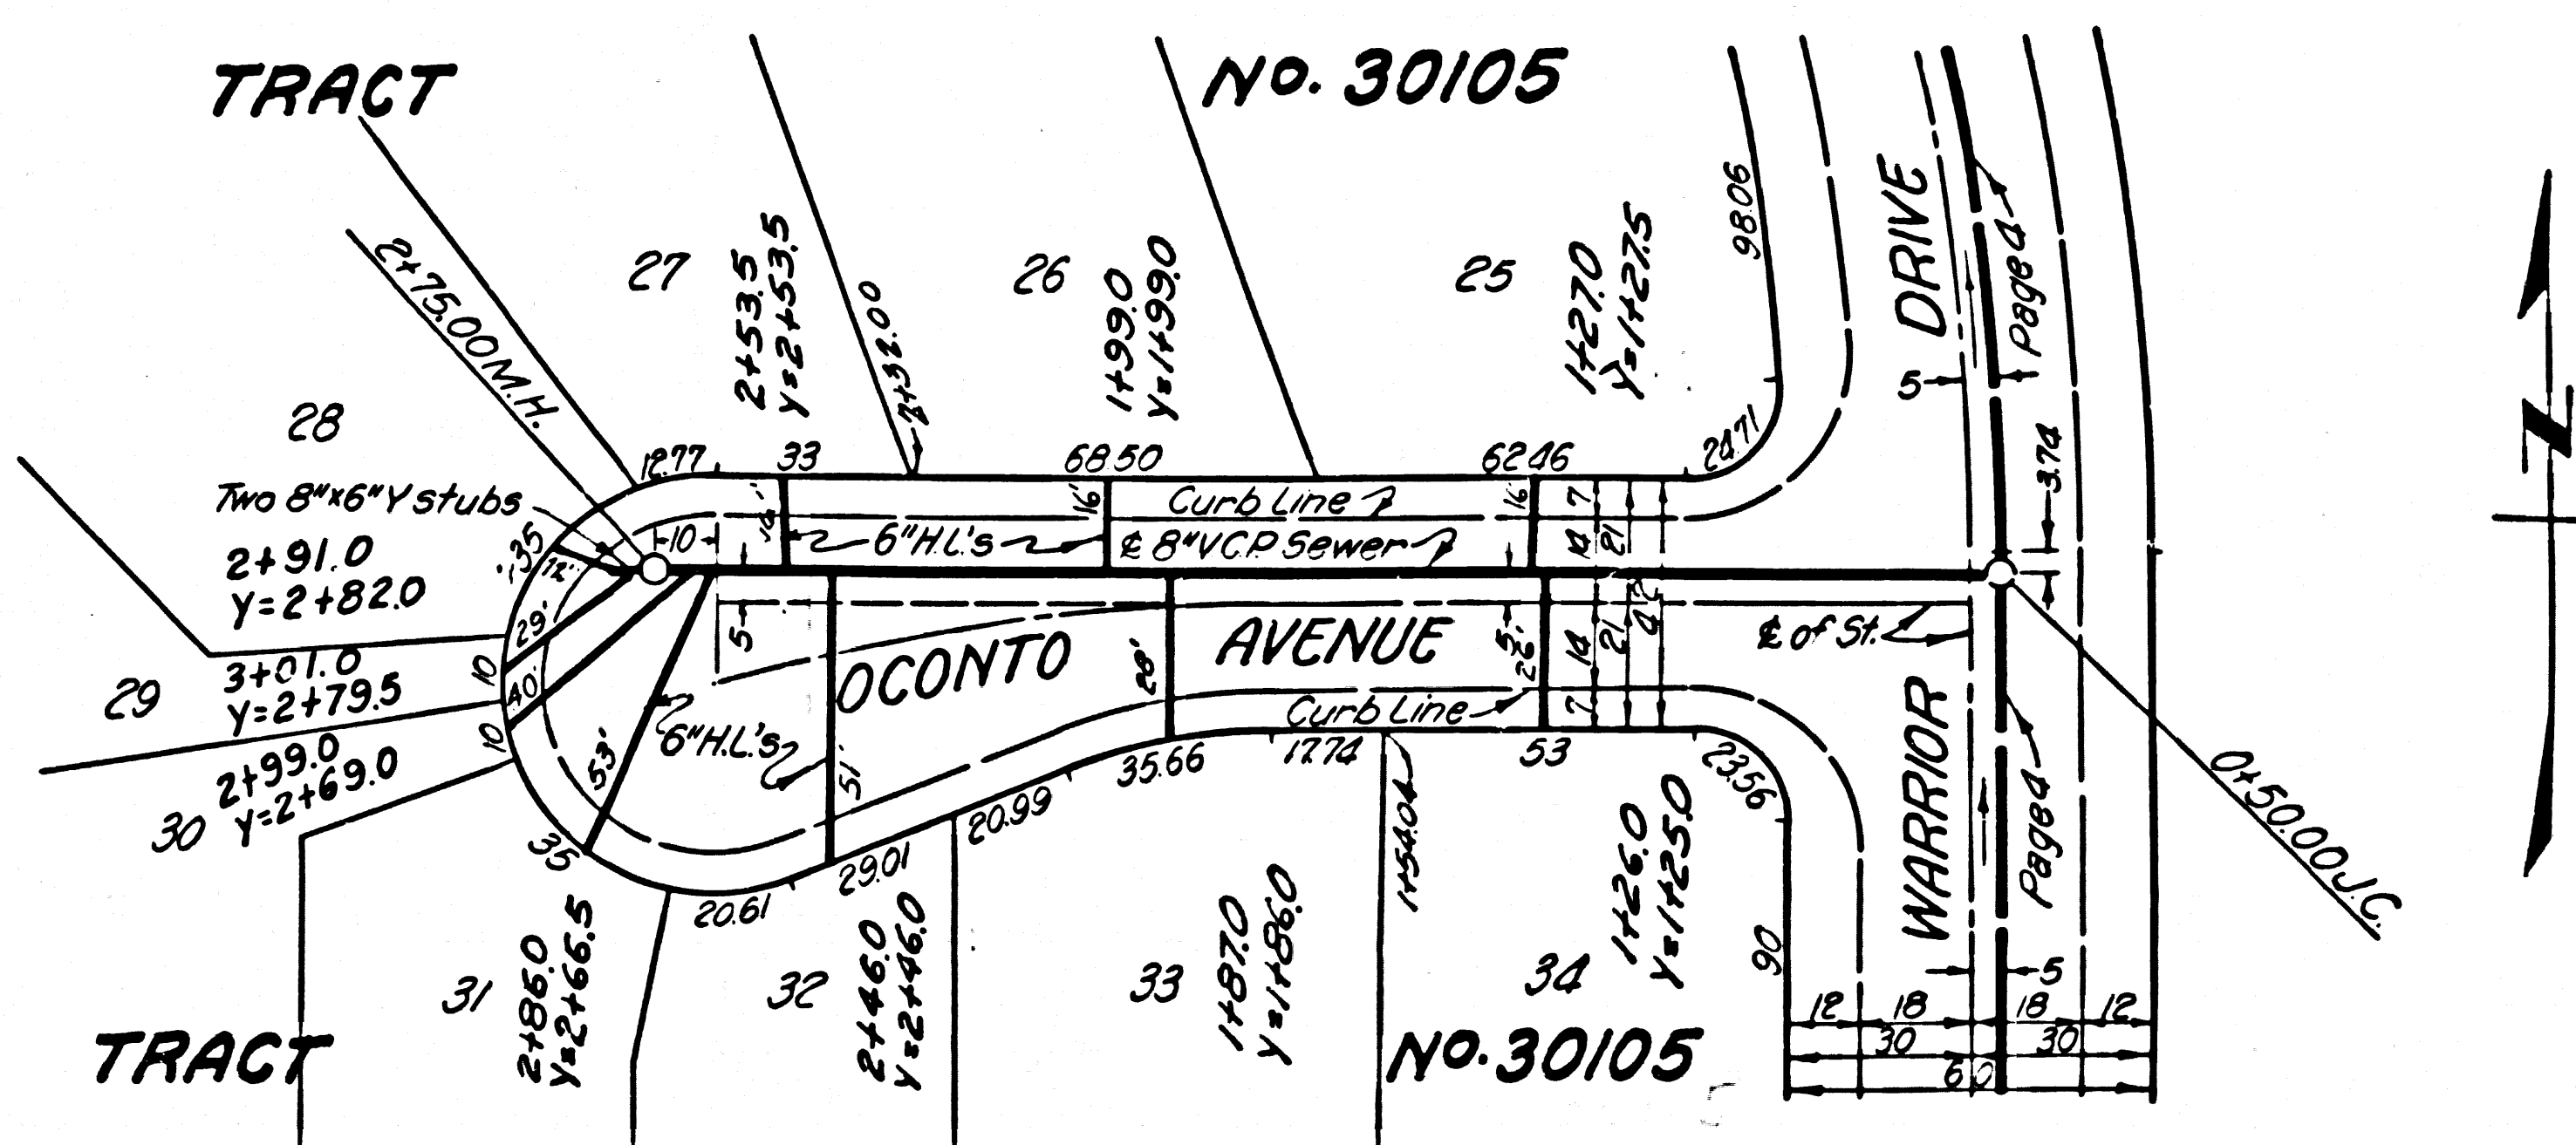 TRACT
No. 30105
27
26
25
28
29
30
31
32
33
34
2+75.00 M.H.
2+53.5
Y=2+53.5
2+32.00
1+99.0
Y=1+99.0
1+27.0
Y=1+27.5
98.06
DRIVE
Page 4
5
3.74
12.77
33
68.50
62.46
24.71
Two 8"x6" Y stubs
2+91.0
Y=2+82.0
35
12'
10
16'
16'
Curb Line
7
6" H.L.'s
℄ 8" V.C.P. Sewer
14
21
42
3+01.0
Y=2+79.5
29'
10
40'
10
2+99.0
Y=2+69.0
53'
5
OCONTO
AVENUE
28'
5
14
21
7
℄ of St.
6" H.L.'s
51'
Curb Line
35.66
17.74
53
23.56
20.99
29.01
20.61
35
1+54.04
WARRIOR
Page 4
0+50.00 J.C.
2+85.0
Y=2+66.5
2+46.0
Y=2+46.0
1+87.0
Y=1+86.0
1+26.0
Y=1+25.0
90
5
12
18
18
12
30
30
60
TRACT
No. 30105
N